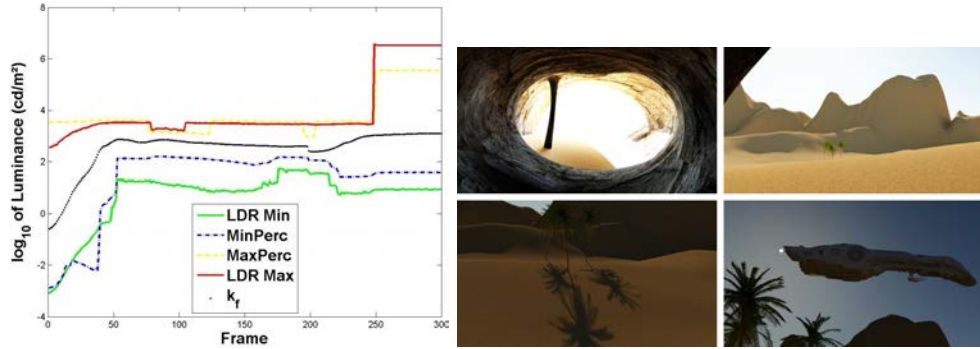 8
6
4
2
0
-2
-4
log10 of Luminance (cd/m²)
LDR Min
MinPerc
MaxPerc
LDR Max
kf
0 50 100 150 200 250 300
Frame